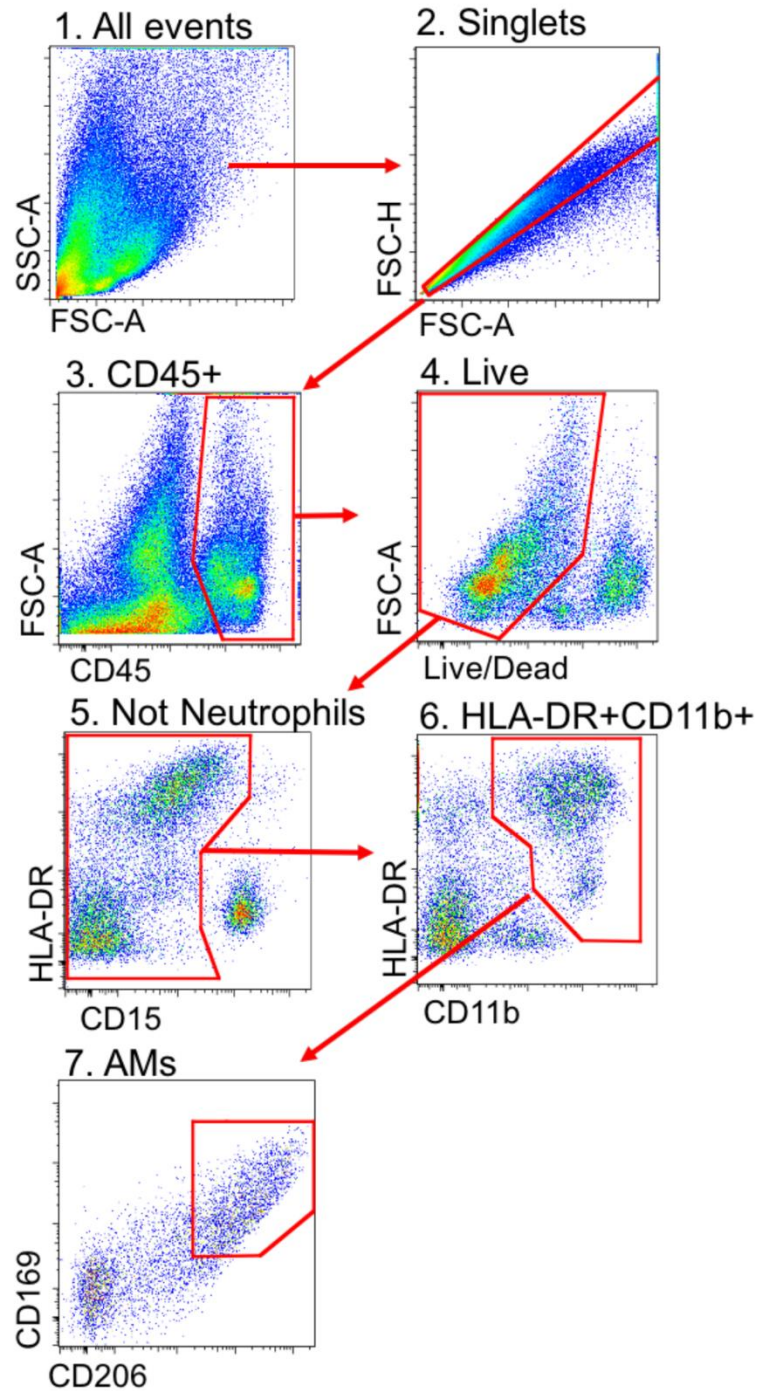 1. All events
2. Singlets
SSC-A
FSC-A
FSC-H
FSC-A
3. CD45+
4. Live
FSC-A
CD45
FSC-A
Live/Dead
5. Not Neutrophils
6. HLA-DR+CD11b+
HLA-DR
CD15
HLA-DR
CD11b
7. AMs
CD169
CD206